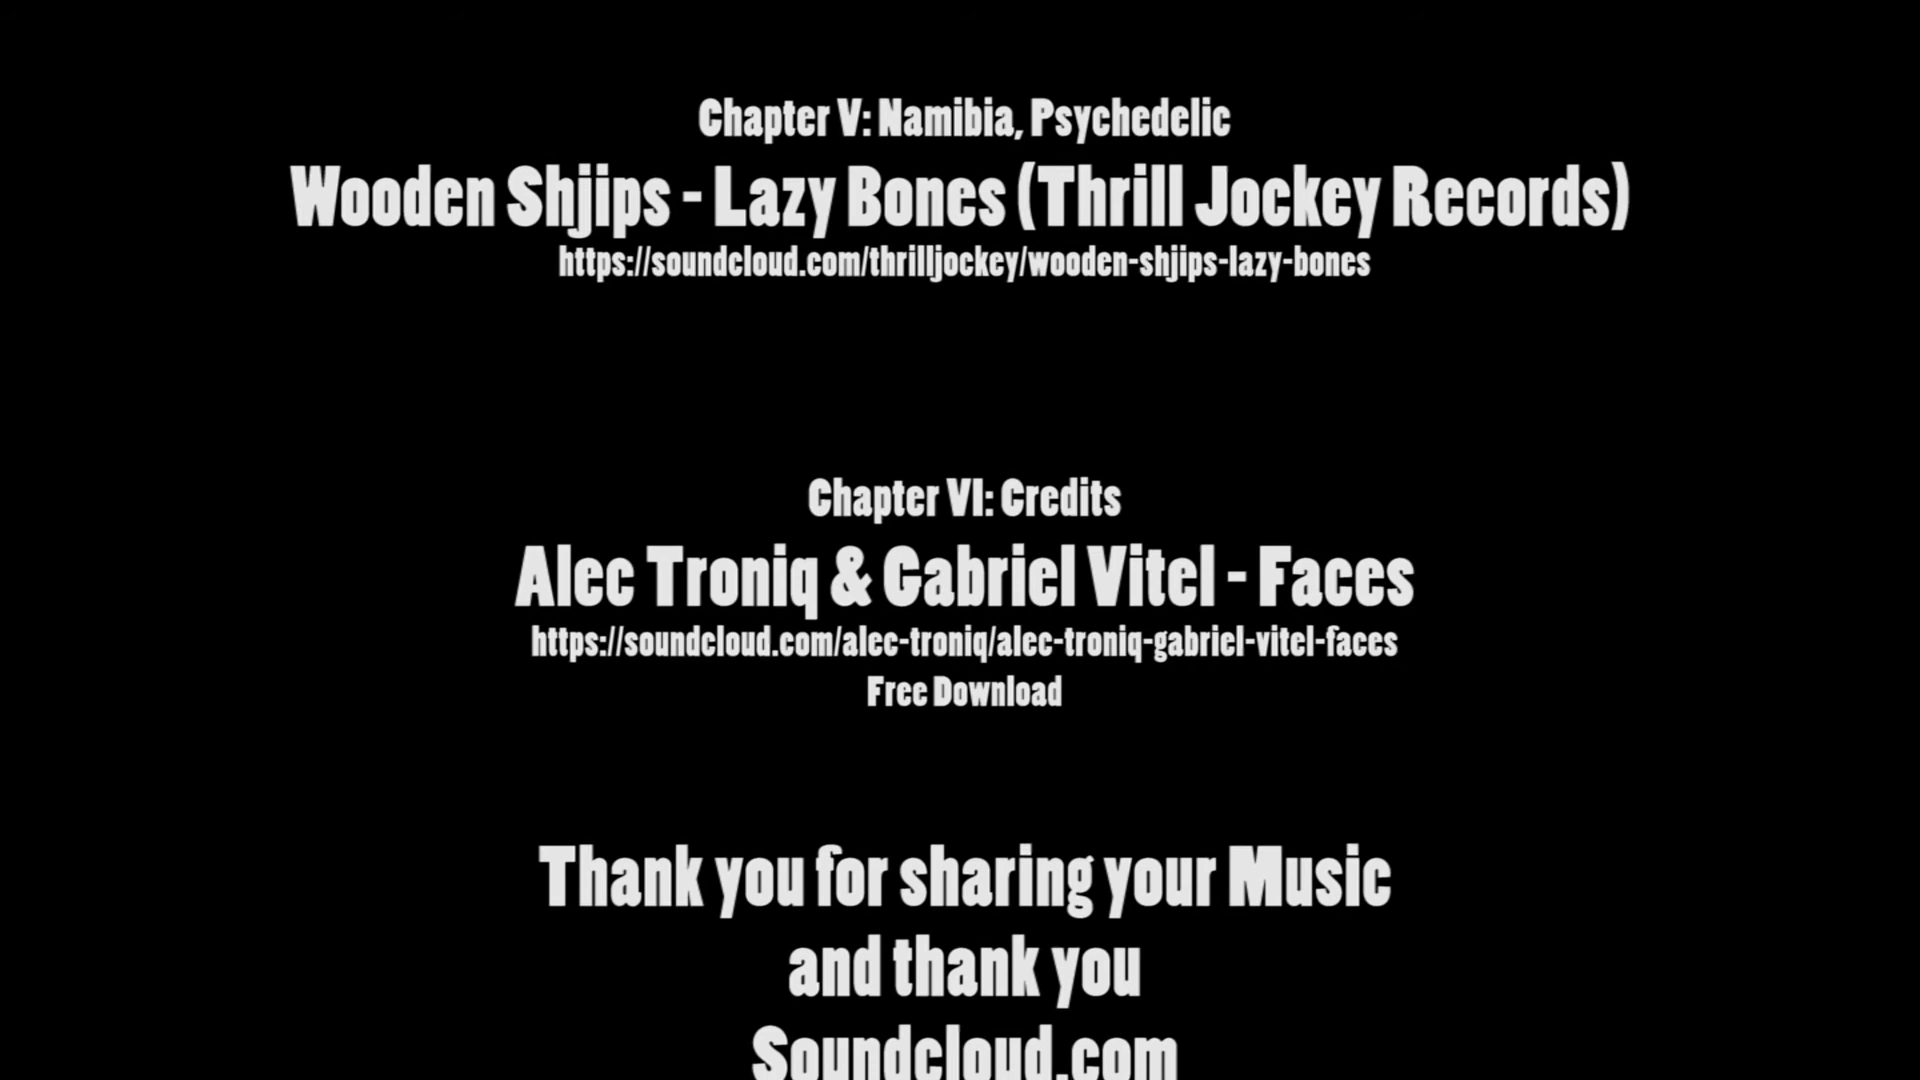 Chapter V: Namibia, Psychedelic
Wooden Shjips - Lazy Bones (Thrill Jockey Records)
https://soundcloud.com/thrilljockey/wooden-shjips-lazy-bones
Chapter VI: Credits
Alec Troniq & Gabriel Vitel - Faces
https://soundcloud.com/alec-troniq/alec-troniq-gabriel-vitel-faces
Free Download
Thank you for sharing your Music
and thank you
Soundcloud.com